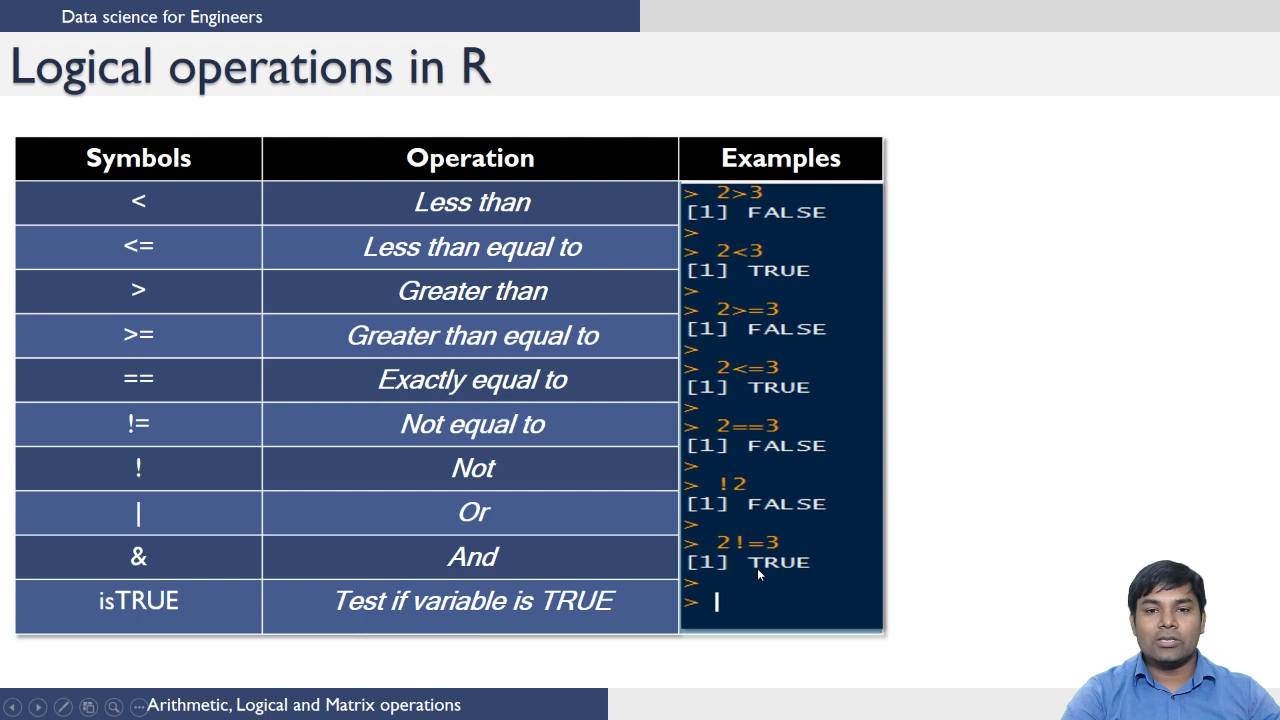 Data science for Engineers
Logical operations in R
Symbols Operation Examples
< Less than
<= Less than equal to
> Greater than
>= Greater than equal to
== Exactly equal to
!= Not equal to
! Not
| Or
& And
isTRUE Test if variable is TRUE
> 2>3
[1] FALSE
>
> 2<3
[1] TRUE
>
> 2>=3
[1] FALSE
>
> 2<=3
[1] TRUE
>
> 2==3
[1] FALSE
>
> !2
[1] FALSE
>
> 2!=3
[1] TRUE
>
>
Arithmetic, Logical and Matrix operations